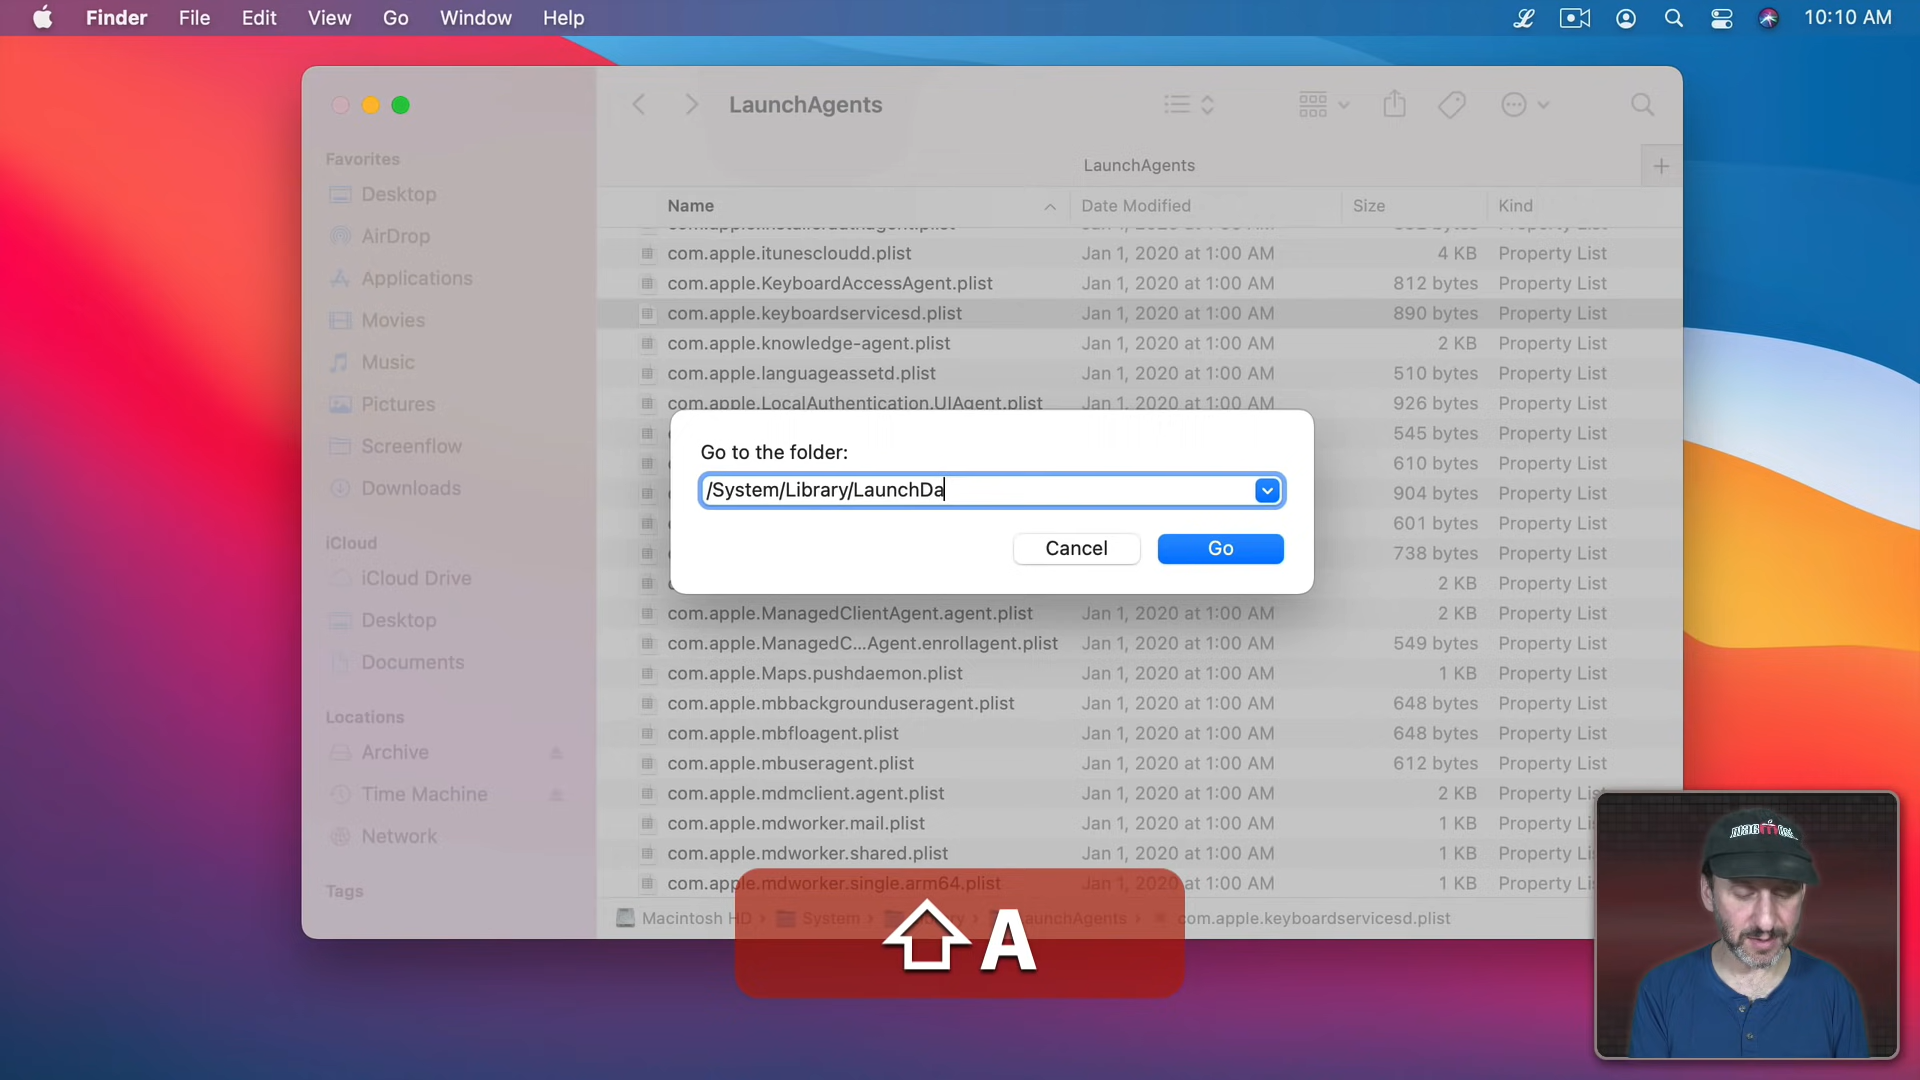 Finder File Edit View Go Window Help
10:10 AM
LaunchAgents
LaunchAgents
Name Date Modified Size Kind
Favorites
Desktop
AirDrop
Applications
Movies
Music
Pictures
Screenflow
Downloads
iCloud
iCloud Drive
Desktop
Documents
Locations
Archive
Time Machine
Network
Tags
com.apple.itunescloudd.plist Jan 1, 2020 at 1:00 AM 4 KB Property List
com.apple.KeyboardAccessAgent.plist Jan 1, 2020 at 1:00 AM 812 bytes Property List
com.apple.keyboardservicesd.plist Jan 1, 2020 at 1:00 AM 890 bytes Property List
com.apple.knowledge-agent.plist Jan 1, 2020 at 1:00 AM 2 KB Property List
com.apple.languageassetd.plist Jan 1, 2020 at 1:00 AM 510 bytes Property List
com.apple.LocalAuthentication.UIAgent.plist Jan 1, 2020 at 1:00 AM 926 bytes Property List
545 bytes Property List
610 bytes Property List
904 bytes Property List
601 bytes Property List
738 bytes Property List
2 KB Property List
Go to the folder:
/System/Library/LaunchDa
Cancel Go
com.apple.ManagedClientAgent.agent.plist Jan 1, 2020 at 1:00 AM 2 KB Property List
com.apple.ManagedC...Agent.enrollagent.plist Jan 1, 2020 at 1:00 AM 549 bytes Property List
com.apple.Maps.pushdaemon.plist Jan 1, 2020 at 1:00 AM 1 KB Property List
com.apple.mbbackgrounduseragent.plist Jan 1, 2020 at 1:00 AM 648 bytes Property List
com.apple.mbfloagent.plist Jan 1, 2020 at 1:00 AM 648 bytes Property List
com.apple.mbuseragent.plist Jan 1, 2020 at 1:00 AM 612 bytes Property List
com.apple.mdmclient.agent.plist Jan 1, 2020 at 1:00 AM 2 KB Property
com.apple.mdworker.mail.plist Jan 1, 2020 at 1:00 AM 1 KB Property
com.apple.mdworker.shared.plist Jan 1, 2020 at 1:00 AM 1 KB Property
com.apple.mdworker.single.arm64.plist Jan 1, 2020 at 1:00 AM 1 KB Property
Macintosh HD System LaunchAgents com.apple.keyboardservicesd.plist
A